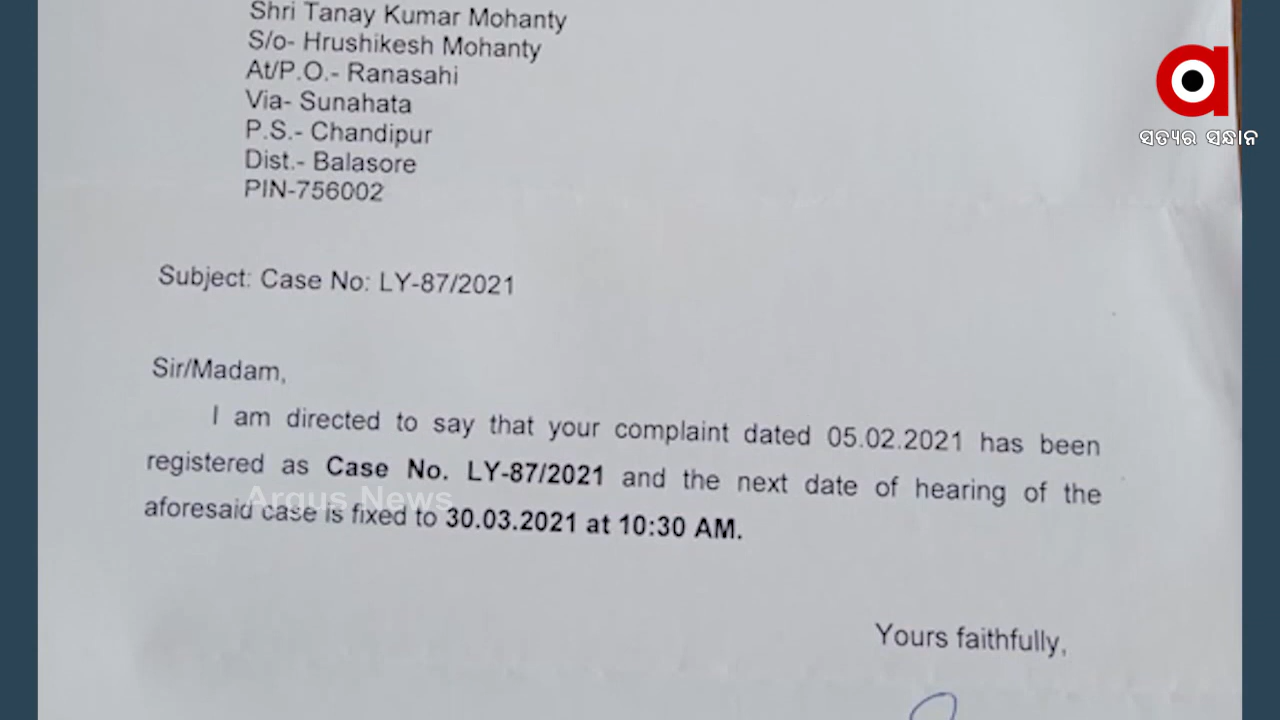 Shri Tanay Kumar Mohanty
S/o- Hrushikesh Mohanty
At/P.O.- Ranasahi
Via- Sunahata
P.S.- Chandipur
Dist.- Balasore
PIN-756002
ସତ୍ୟର ସନ୍ଧାନ
Subject: Case No: LY-87/2021
Sir/Madam,
I am directed to say that your complaint dated 05.02.2021 has been
registered as Case No. LY-87/2021 and the next date of hearing of the
Argus News
aforesaid case is fixed to 30.03.2021 at 10:30 AM.
Yours faithfully,